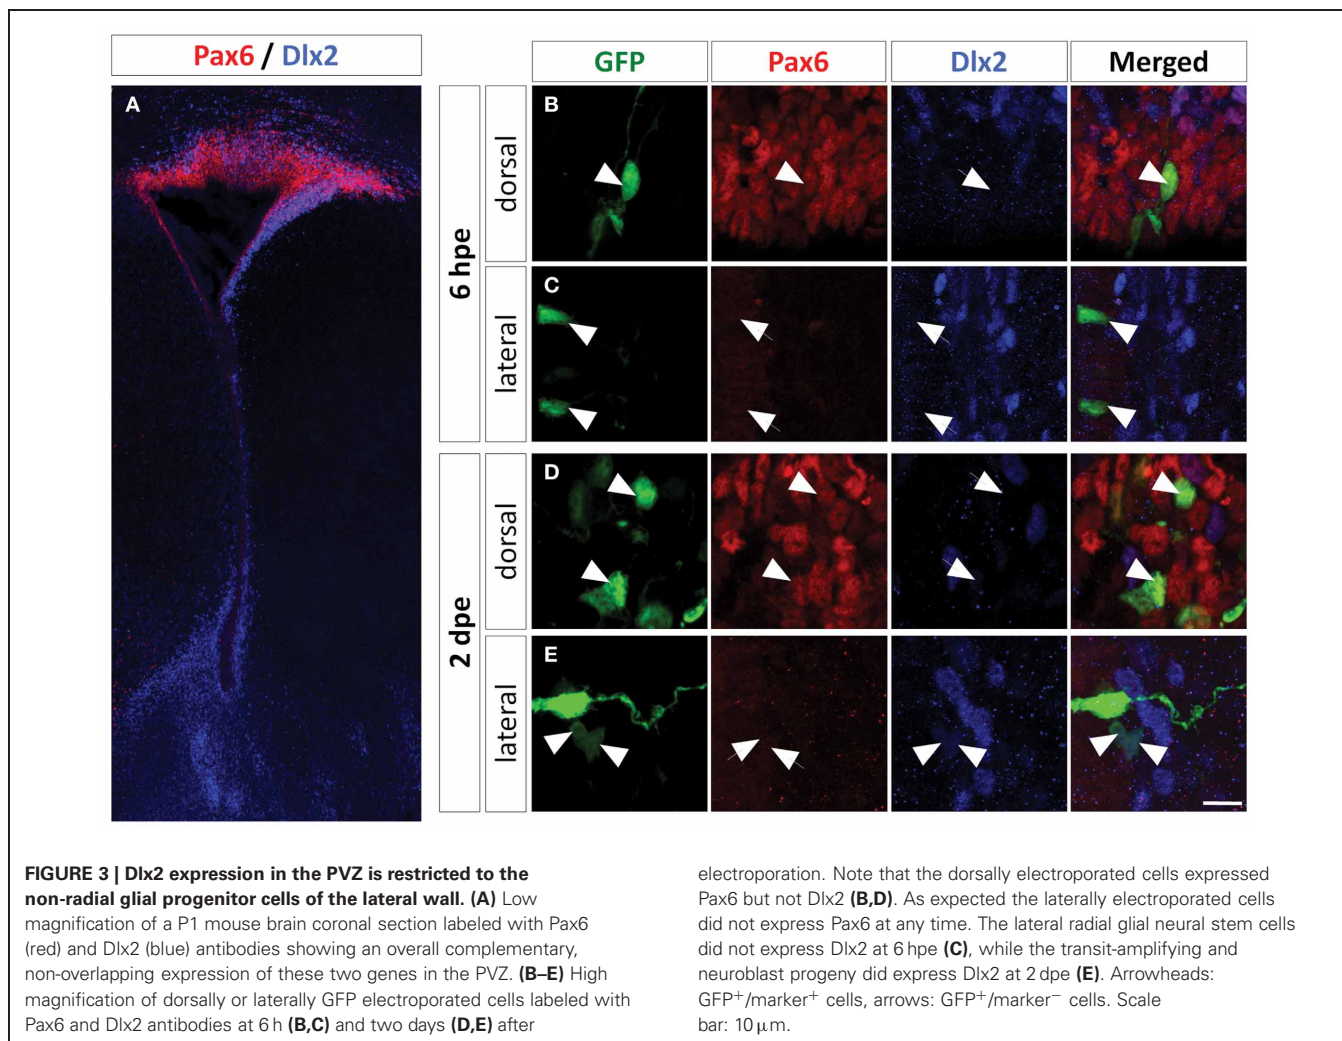 Pax6 / Dlx2
GFP
Pax6
Dlx2
Merged
A
6 hpe
dorsal
B
lateral
C
2 dpe
dorsal
D
lateral
E
FIGURE 3 | Dlx2 expression in the PVZ is restricted to the
non-radial glial progenitor cells of the lateral wall. (A) Low
magnification of a P1 mouse brain coronal section labeled with Pax6
(red) and Dlx2 (blue) antibodies showing an overall complementary,
non-overlapping expression of these two genes in the PVZ. (B–E) High
magnification of dorsally or laterally GFP electroporated cells labeled with
Pax6 and Dlx2 antibodies at 6 h (B,C) and two days (D,E) after
electroporation. Note that the dorsally electroporated cells expressed
Pax6 but not Dlx2 (B,D). As expected the laterally electroporated cells
did not express Pax6 at any time. The lateral radial glial neural stem cells
did not express Dlx2 at 6 hpe (C), while the transit-amplifying and
neuroblast progeny did express Dlx2 at 2 dpe (E). Arrowheads:
GFP⁺/marker⁺ cells, arrows: GFP⁺/marker⁻ cells. Scale
bar: 10 μm.